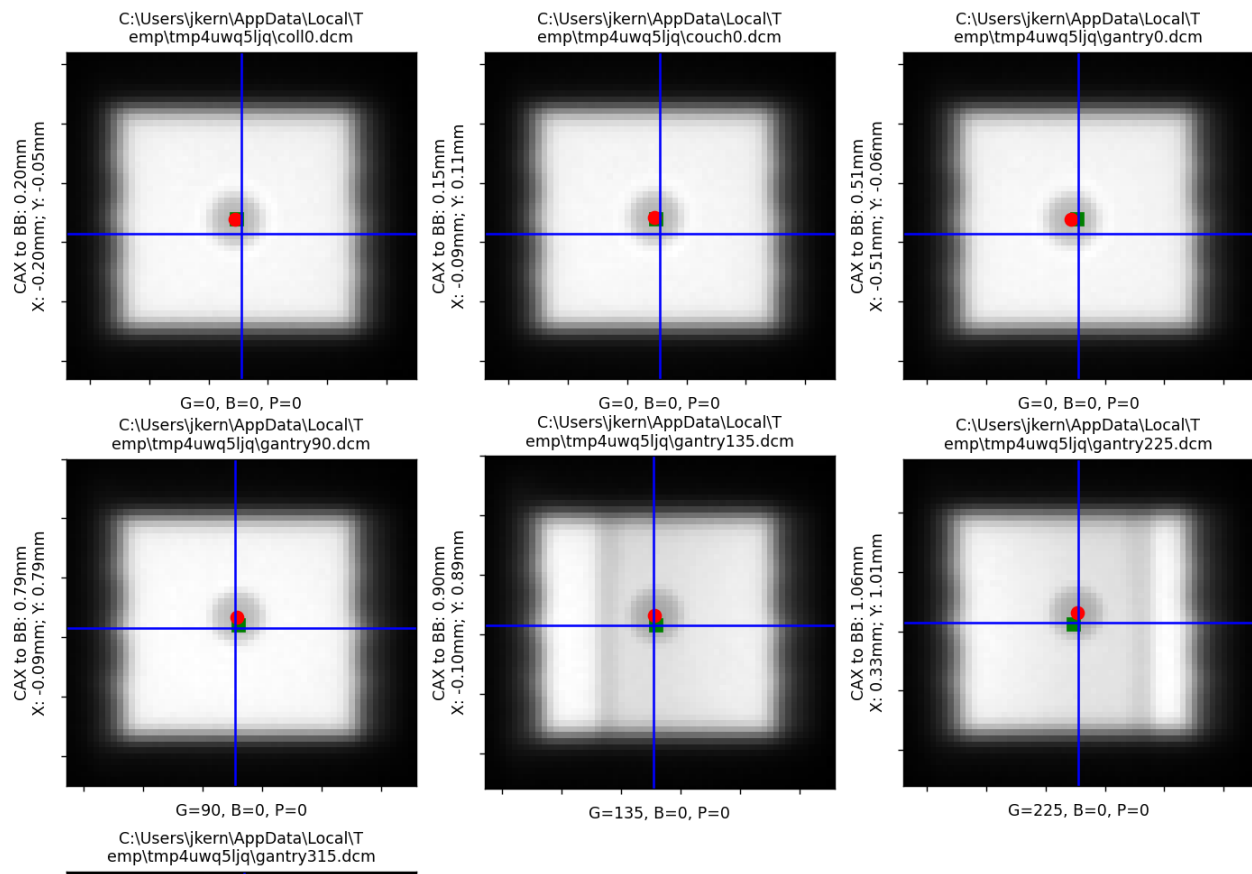 C:\Users\jkern\AppData\Local\T
emp\tmp4uwq5ljq\coll0.dcm
CAX to BB: 0.20mm
X: -0.20mm; Y: -0.05mm
G=0, B=0, P=0
C:\Users\jkern\AppData\Local\T
emp\tmp4uwq5ljq\couch0.dcm
CAX to BB: 0.15mm
X: -0.09mm; Y: 0.11mm
G=0, B=0, P=0
C:\Users\jkern\AppData\Local\T
emp\tmp4uwq5ljq\gantry0.dcm
CAX to BB: 0.51mm
X: -0.51mm; Y: -0.06mm
G=0, B=0, P=0
C:\Users\jkern\AppData\Local\T
emp\tmp4uwq5ljq\gantry90.dcm
CAX to BB: 0.79mm
X: -0.09mm; Y: 0.79mm
G=90, B=0, P=0
C:\Users\jkern\AppData\Local\T
emp\tmp4uwq5ljq\gantry135.dcm
CAX to BB: 0.90mm
X: -0.10mm; Y: 0.89mm
G=135, B=0, P=0
C:\Users\jkern\AppData\Local\T
emp\tmp4uwq5ljq\gantry225.dcm
CAX to BB: 1.06mm
X: 0.33mm; Y: 1.01mm
G=225, B=0, P=0
C:\Users\jkern\AppData\Local\T
emp\tmp4uwq5ljq\gantry315.dcm